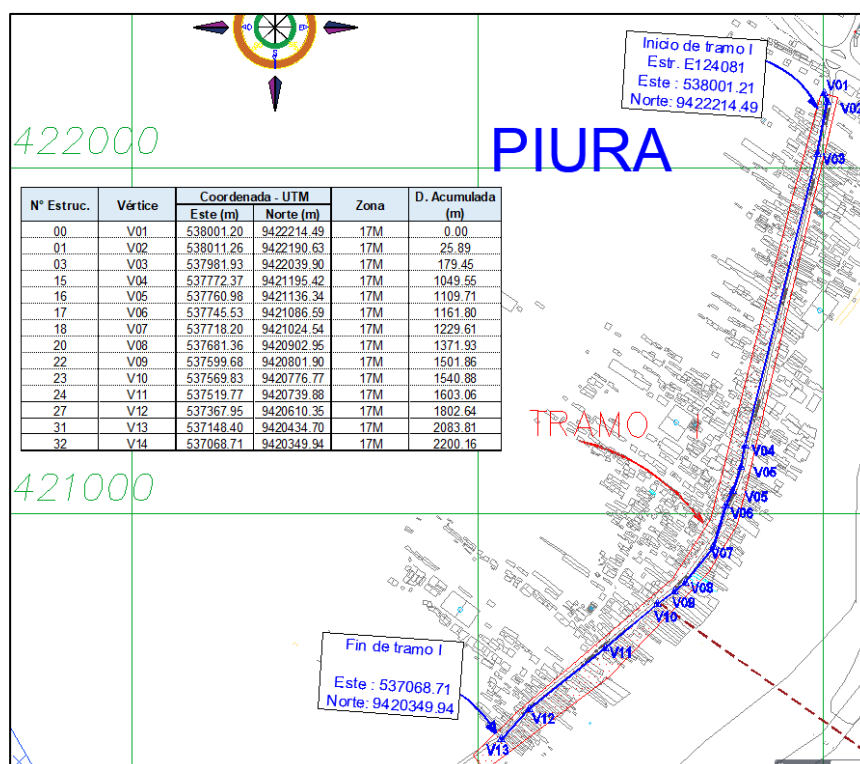 Inicio de tramo I
Estr. E124081
Este : 538001.21
Norte: 9422214.49
V01
V02
V03
422000
PIURA
N° Estruc. Vértice Coordenada - UTM Zona D. Acumulada (m)
Este (m) Norte (m)
00 V01 538001.20 9422214.49 17M 0.00
01 V02 538011.26 9422190.63 17M 25.89
03 V03 537981.93 9422039.90 17M 179.45
15 V04 537772.37 9421195.42 17M 1049.55
16 V05 537760.98 9421136.34 17M 1109.71
17 V06 537745.53 9421086.59 17M 1161.80
18 V07 537718.20 9421024.54 17M 1229.61
20 V08 537681.36 9420902.95 17M 1371.93
22 V09 537599.68 9420801.90 17M 1501.86
23 V10 537569.83 9420776.77 17M 1540.88
24 V11 537519.77 9420739.88 17M 1603.06
27 V12 537367.95 9420610.35 17M 1802.64
31 V13 537148.40 9420434.70 17M 2083.81
32 V14 537068.71 9420349.94 17M 2200.16
TRAMO I
V04
V05
421000
V05
V06
V07
V08
V09
V10
V11
Fin de tramo I
Este : 537068.71
Norte: 9420349.94
V12
V13